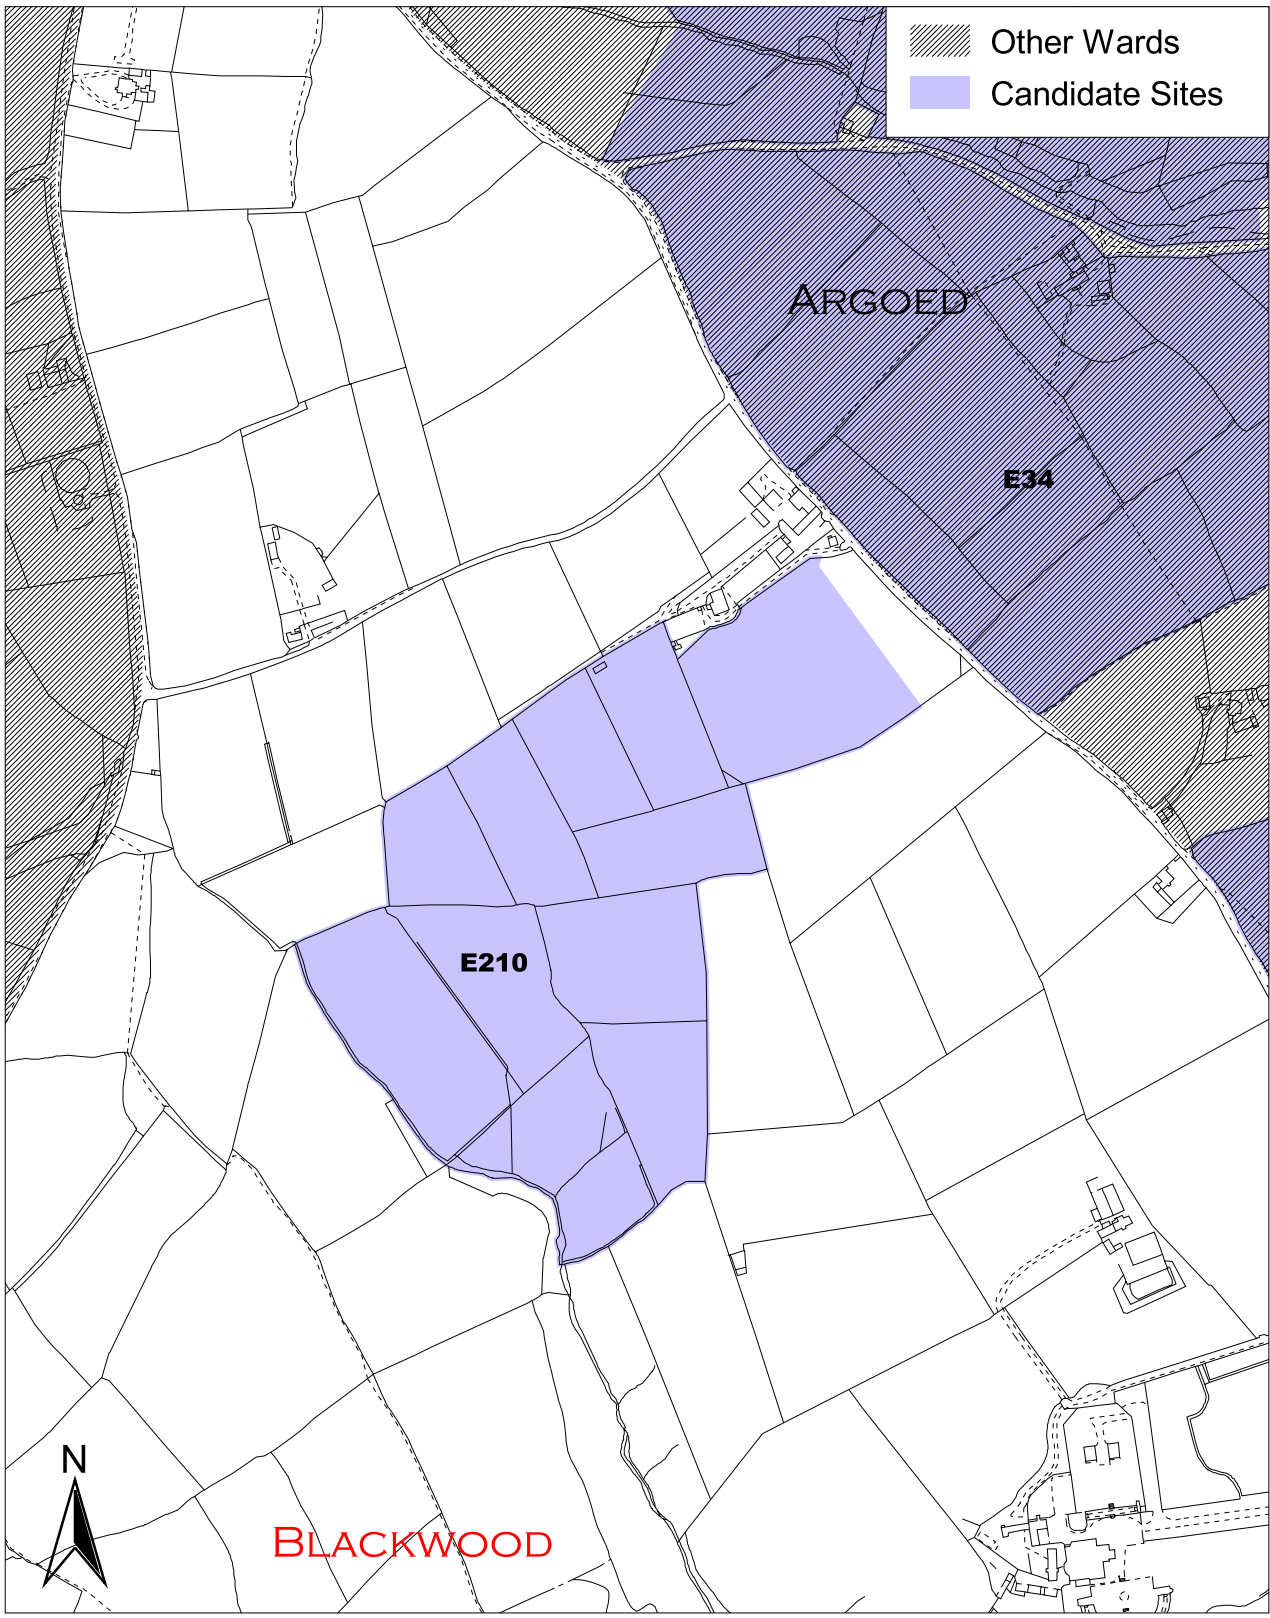 Other Wards
Candidate Sites
ARGOED
E34
E210
N
BLACKWOOD